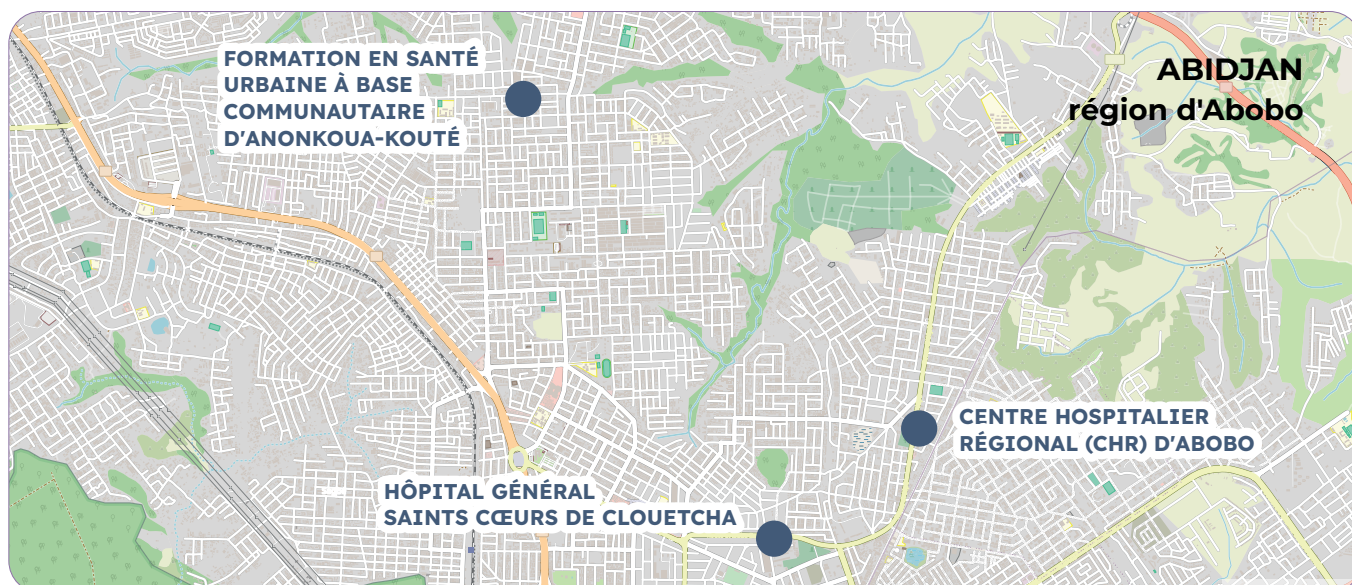 FORMATION EN SANTÉ
URBAINE À BASE
COMMUNAUTAIRE
D'ANONKOUA-KOUTÉ
ABIDJAN
région d'Abobo
CENTRE HOSPITALIER
RÉGIONAL (CHR) D'ABOBO
HÔPITAL GÉNÉRAL
SAINTS CŒURS DE CLOUETCHA